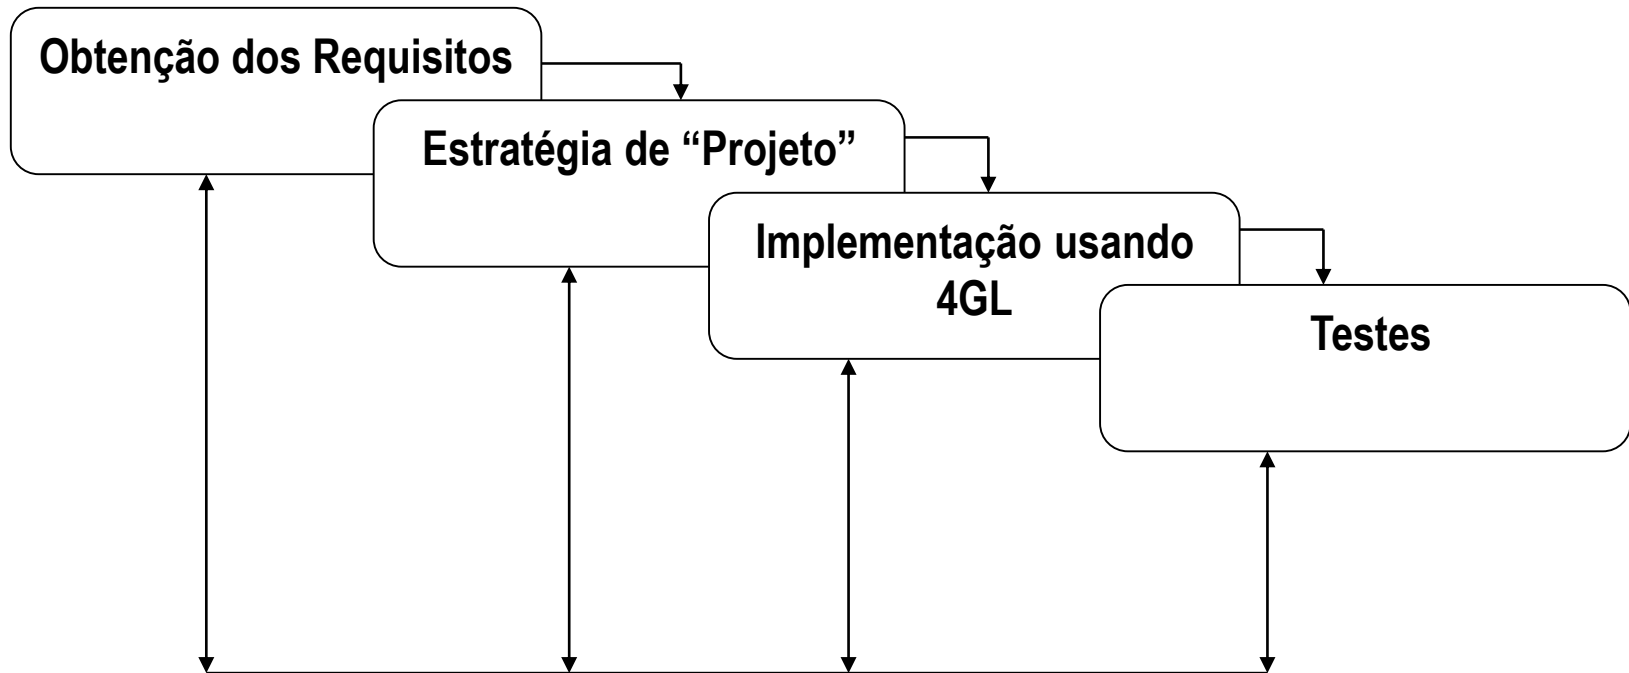 Obtenção dos Requisitos
Estratégia de “Projeto”
Implementação usando
4GL
Testes